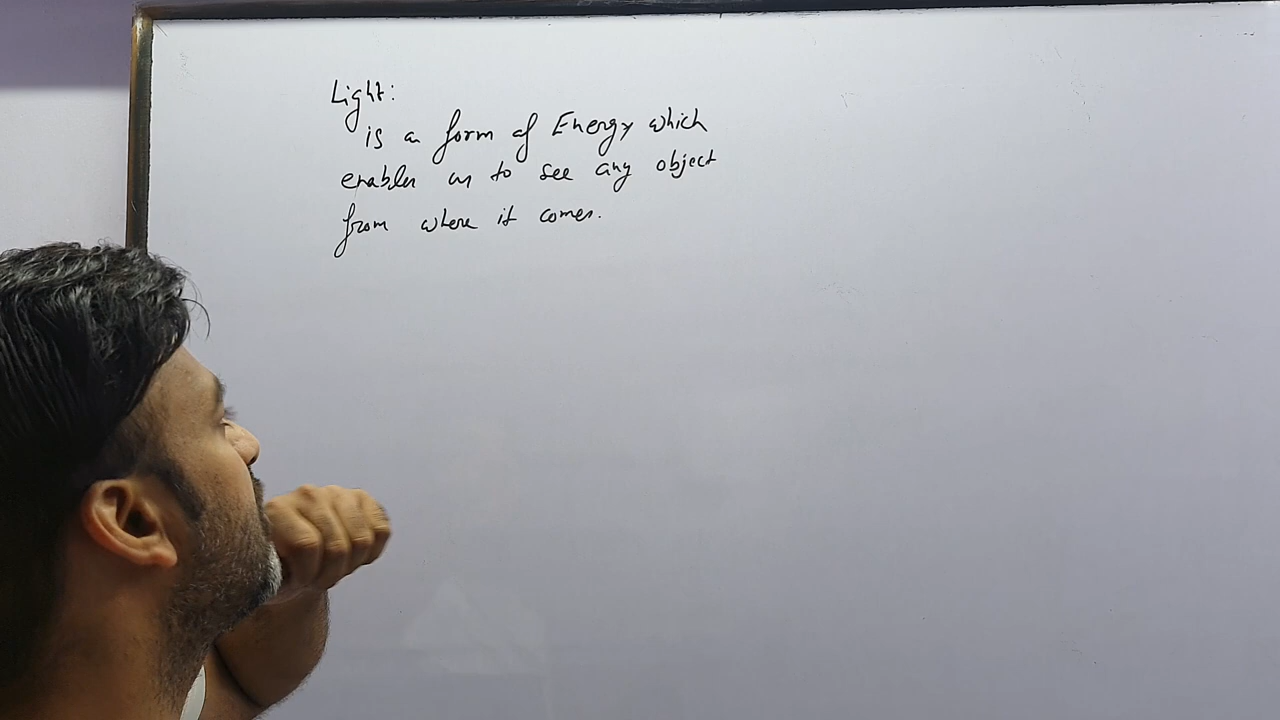 Light:
is a form of Energy which
enables us to see any object
from where it comes.